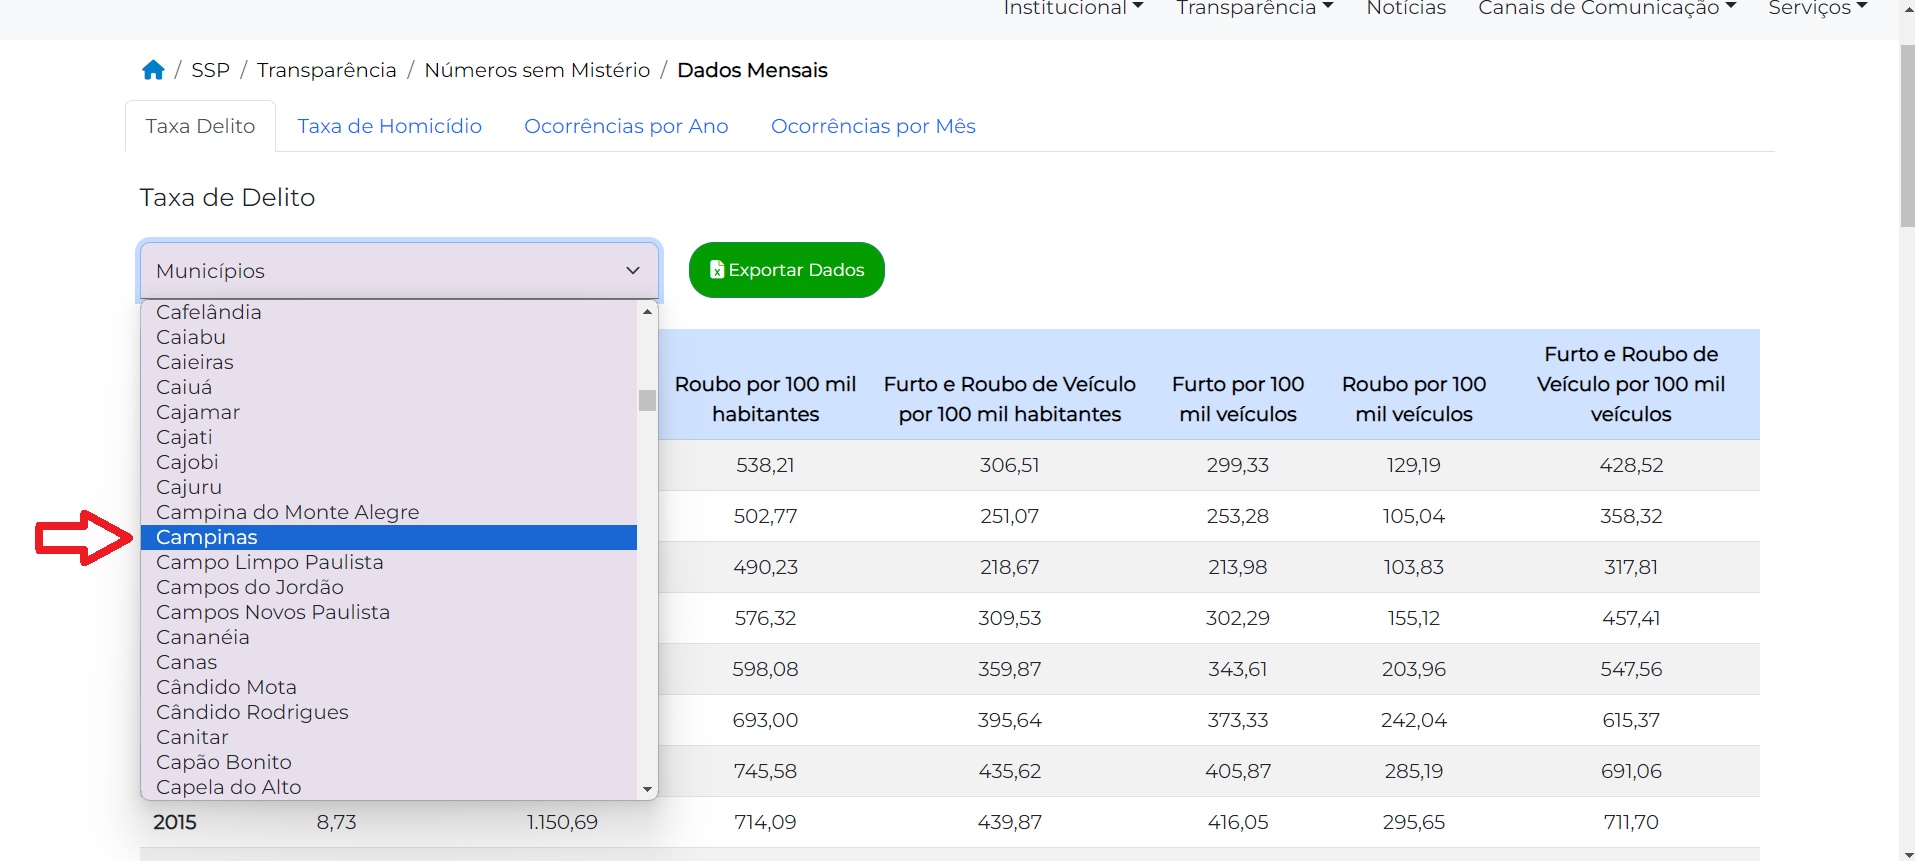 Institucional Transparência Notícias Canais de Comunicação Serviços
/ SSP / Transparência / Números sem Mistério / Dados Mensais
Taxa Delito Taxa de Homicídio Ocorrências por Ano Ocorrências por Mês
Taxa de Delito
Municípios
Exportar Dados
Cafelândia
Caiabu
Caieiras
Caiuá
Cajamar
Cajati
Cajobi
Cajuru
Campina do Monte Alegre
Campinas
Campo Limpo Paulista
Campos do Jordão
Campos Novos Paulista
Cananéia
Canas
Cândido Mota
Cândido Rodrigues
Canitar
Capão Bonito
Capela do Alto
Roubo por 100 mil
habitantes
Furto e Roubo de Veículo
por 100 mil habitantes
Furto por 100
mil veículos
Roubo por 100
mil veículos
Furto e Roubo de
Veículo por 100 mil
veículos
538,21 306,51 299,33 129,19 428,52
502,77 251,07 253,28 105,04 358,32
490,23 218,67 213,98 103,83 317,81
576,32 309,53 302,29 155,12 457,41
598,08 359,87 343,61 203,96 547,56
693,00 395,64 373,33 242,04 615,37
745,58 435,62 405,87 285,19 691,06
2015 8,73 1.150,69 714,09 439,87 416,05 295,65 711,70